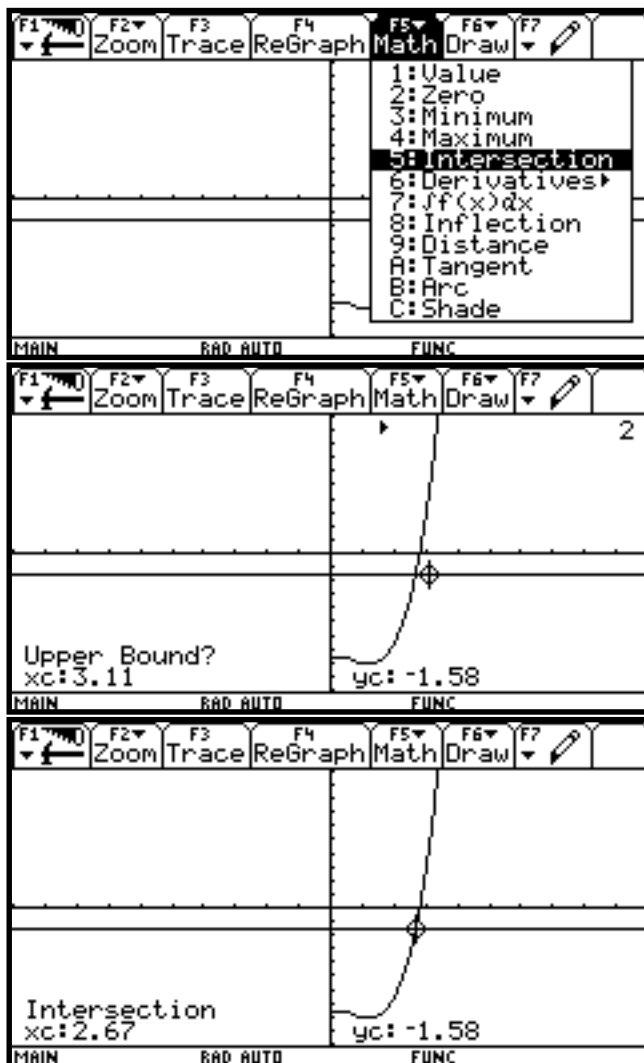 F1 F2 F3 F4 F5 F6 F7
Zoom Trace ReGraph Math Draw
1:Value
2:Zero
3:Minimum
4:Maximum
5:Intersection
6:Derivatives▸
7:∫f(x)dx
8:Inflection
9:Distance
A:Tangent
B:Arc
C:Shade
MAIN RAD AUTO FUNC
F1 F2 F3 F4 F5 F6 F7
Zoom Trace ReGraph Math Draw
2
Upper Bound?
xc:3.11 yc:-1.58
MAIN RAD AUTO FUNC
F1 F2 F3 F4 F5 F6 F7
Zoom Trace ReGraph Math Draw
Intersection
xc:2.67 yc:-1.58
MAIN RAD AUTO FUNC